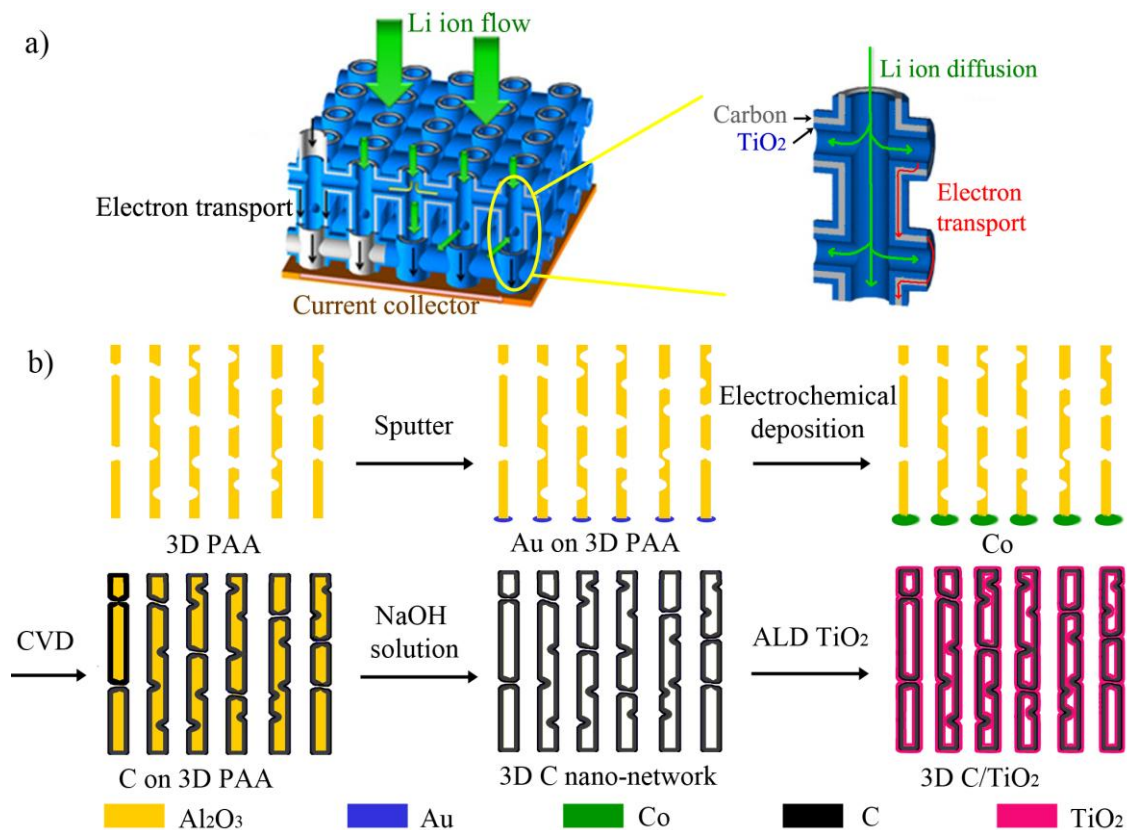 a)
Li ion flow
Li ion diffusion
Carbon
TiO₂
Electron transport
Electron
transport
Current collector
b)
Sputter
Electrochemical
deposition
3D PAA
Au on 3D PAA
Co
CVD
NaOH
solution
ALD TiO₂
C on 3D PAA
3D C nano-network
3D C/TiO₂
Al₂O₃
Au
Co
C
TiO₂